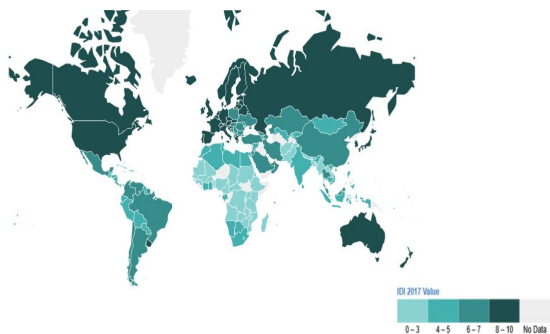 IDI 2017 Value
0 – 3 4 – 5 6 – 7 8 – 10 No Data